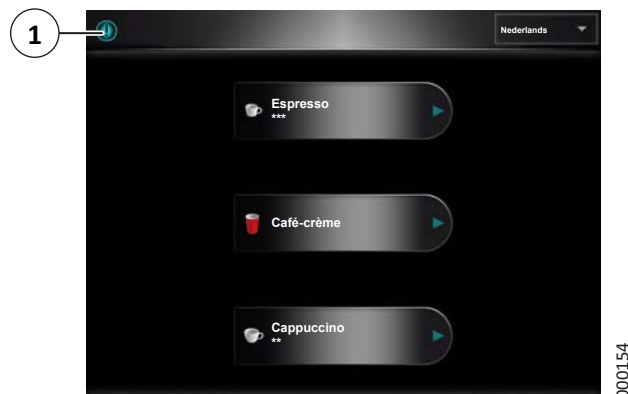 1
Nederlands
Espresso
***
Café-crème
Cappuccino
**
000154